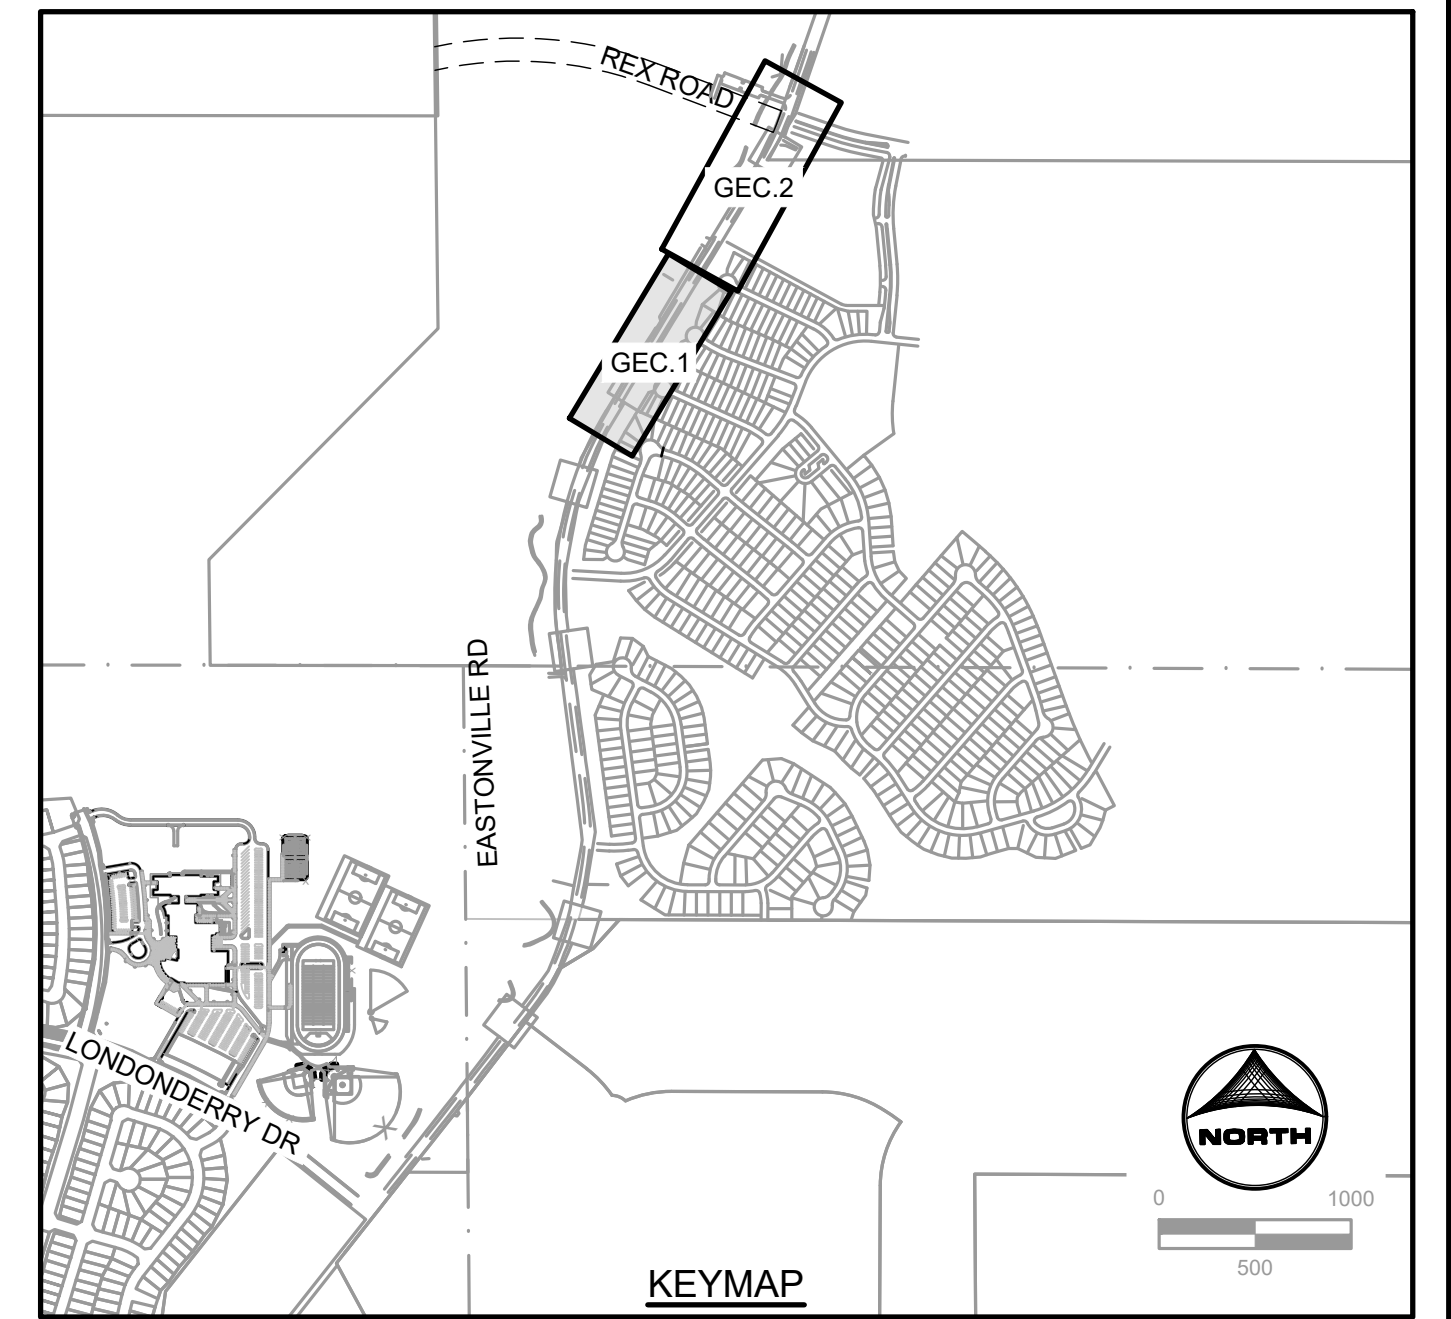 REX ROAD
GEC.2
GEC.1
EASTONVILLE RD
LONDONDERRY DR
NORTH
0 1000
500
KEYMAP